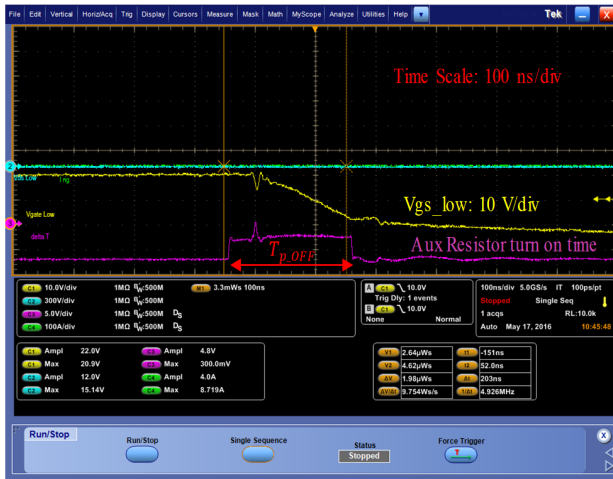 File Edit Vertical Horiz/Acq Trig Display Cursors Measure Mask Math MyScope Analyze Utilities Help Tek X
Time Scale: 100 ns/div
2
Trig
Vgs_low: 10 V/div
Vgate Low
3
delta T
Aux Resistor turn on time
T_p_OFF
C1 10.0V/div 1MΩ 500M M1 3.3mWs 100ns
C2 300V/div 1MΩ 500M
C3 5.0V/div 1MΩ 500M Ds
C4 100A/div 1MΩ 500M Ds
A C1 10.0V
Trig Dly: 1 events
B C1 10.0V
None Normal
100ns/div 5.0GS/s IT 100ps/pt
Stopped Single Seq
1 acqs RL:10.0k
Auto May 17, 2016 10:45:48
C1 Ampl 22.0V C3 Ampl 4.8V
C1 Max 20.9V C3 Max 300.0mV
C2 Ampl 12.0V C4 Ampl 4.0A
C2 Max 15.14V C4 Max 8.719A
V1 2.64µWs t1 -151ns
V2 4.62µWs t2 52.0ns
ΔV 1.98µWs Δt 203ns
ΔV/Δt 9.754Ws/s 1/Δt 4.926MHz
Run/Stop
Run/Stop Single Sequence Status Force Trigger
Stopped
X